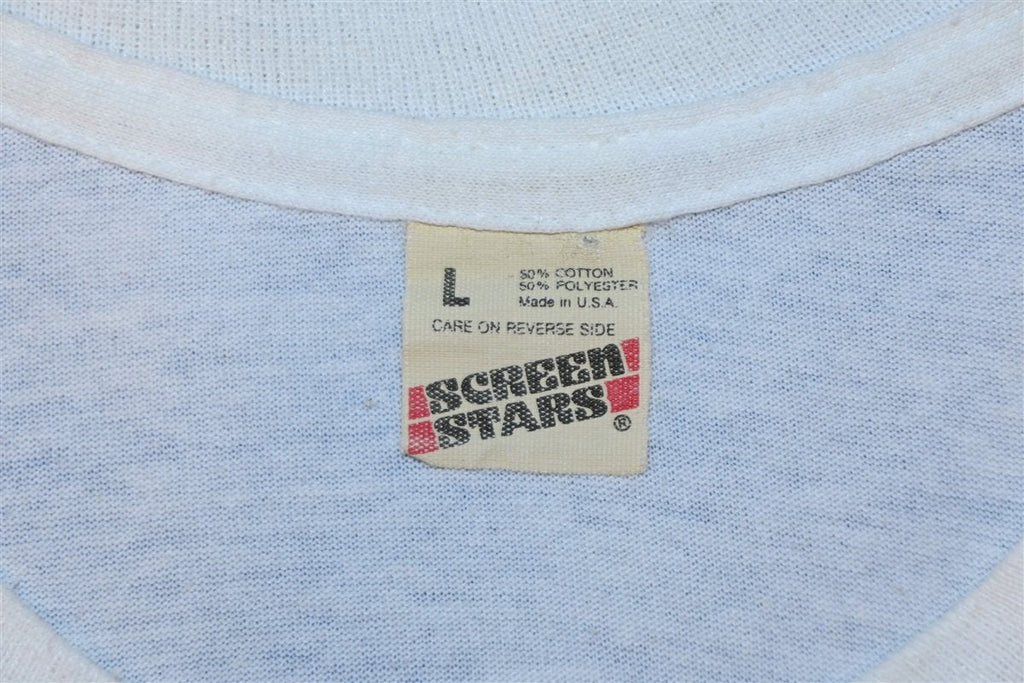 L
50% COTTON
50% POLYESTER
Made in U.S.A.
CARE ON REVERSE SIDE
SCREEN
STARS
®